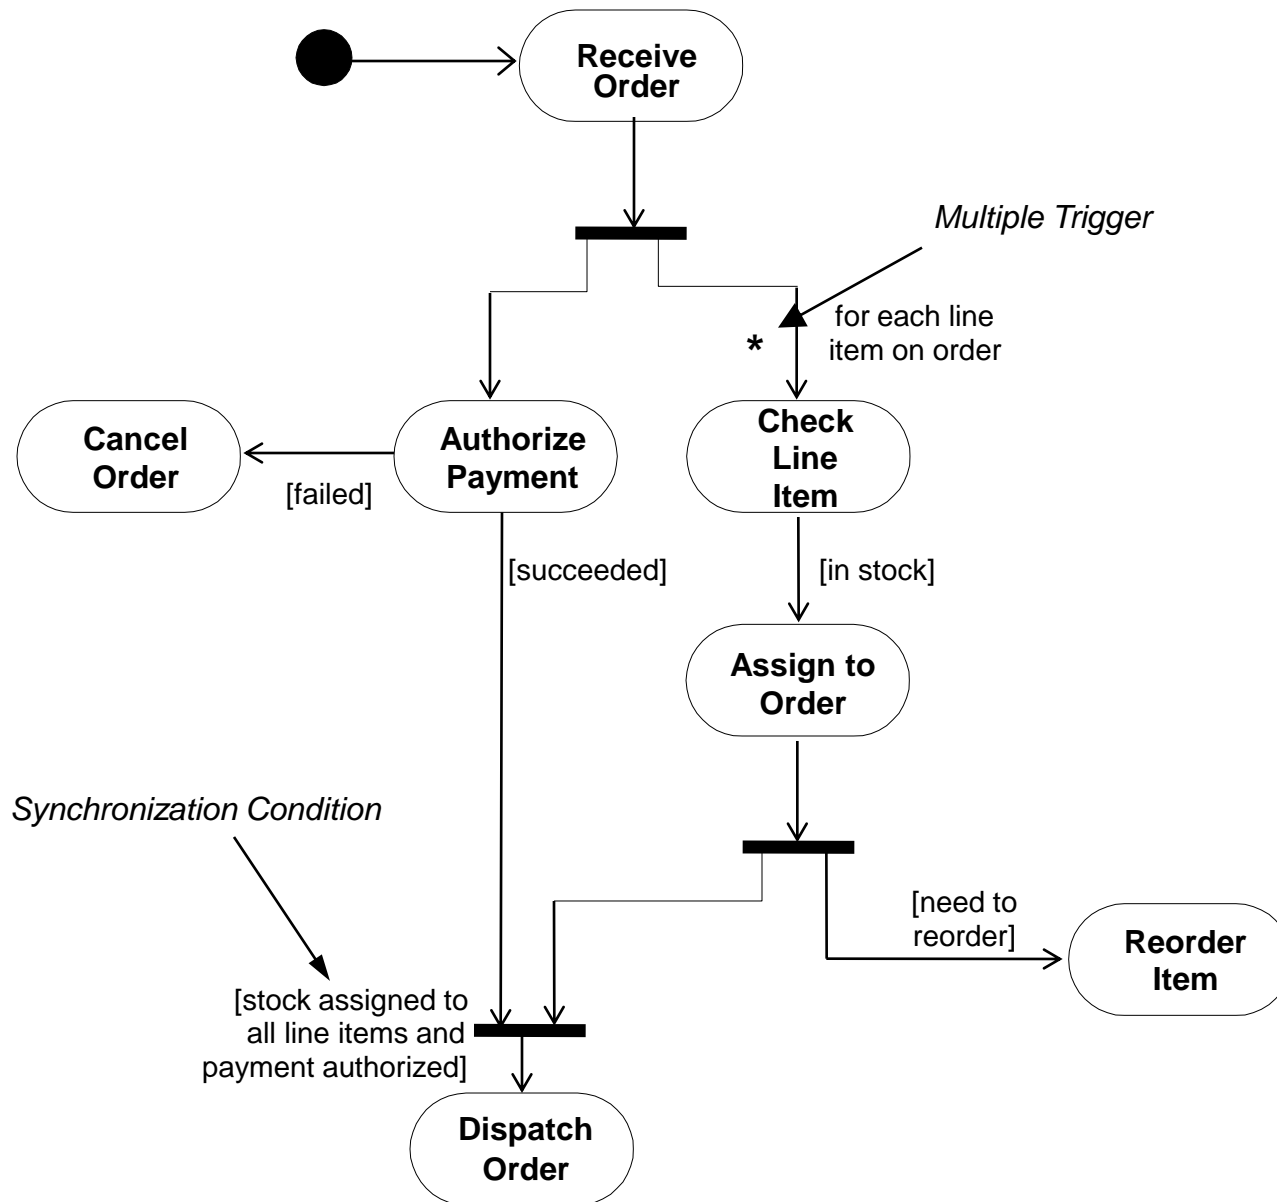 Receive
Order
Multiple Trigger
for each line
item on order
*
Cancel
Order
[failed]
Authorize
Payment
Check
Line
Item
[succeeded]
[in stock]
Assign to
Order
Synchronization Condition
[need to
reorder]
Reorder
Item
[stock assigned to
all line items and
payment authorized]
Dispatch
Order